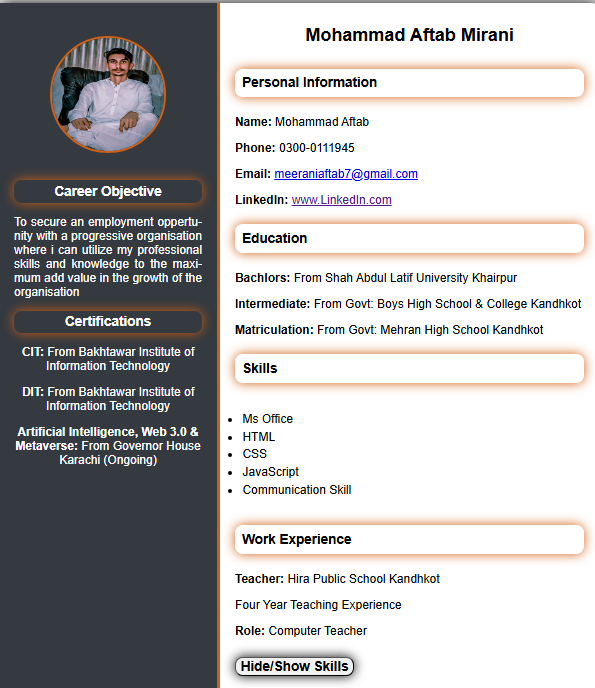 Career Objective
To secure an employment oppertu-
nity with a progressive organisation
where i can utilize my professional
skills and knowledge to the maxi-
mum add value in the growth of the
organisation
Certifications
CIT: From Bakhtawar Institute of
Information Technology
DIT: From Bakhtawar Institute of
Information Technology
Artificial Intelligence, Web 3.0 &
Metaverse: From Governor House
Karachi (Ongoing)
Mohammad Aftab Mirani
Personal Information
Name: Mohammad Aftab
Phone: 0300-0111945
Email: meeraniaftab7@gmail.com
LinkedIn: www.LinkedIn.com
Education
Bachlors: From Shah Abdul Latif University Khairpur
Intermediate: From Govt: Boys High School & College Kandhkot
Matriculation: From Govt: Mehran High School Kandhkot
Skills
Ms Office
HTML
CSS
JavaScript
Communication Skill
Work Experience
Teacher: Hira Public School Kandhkot
Four Year Teaching Experience
Role: Computer Teacher
Hide/Show Skills